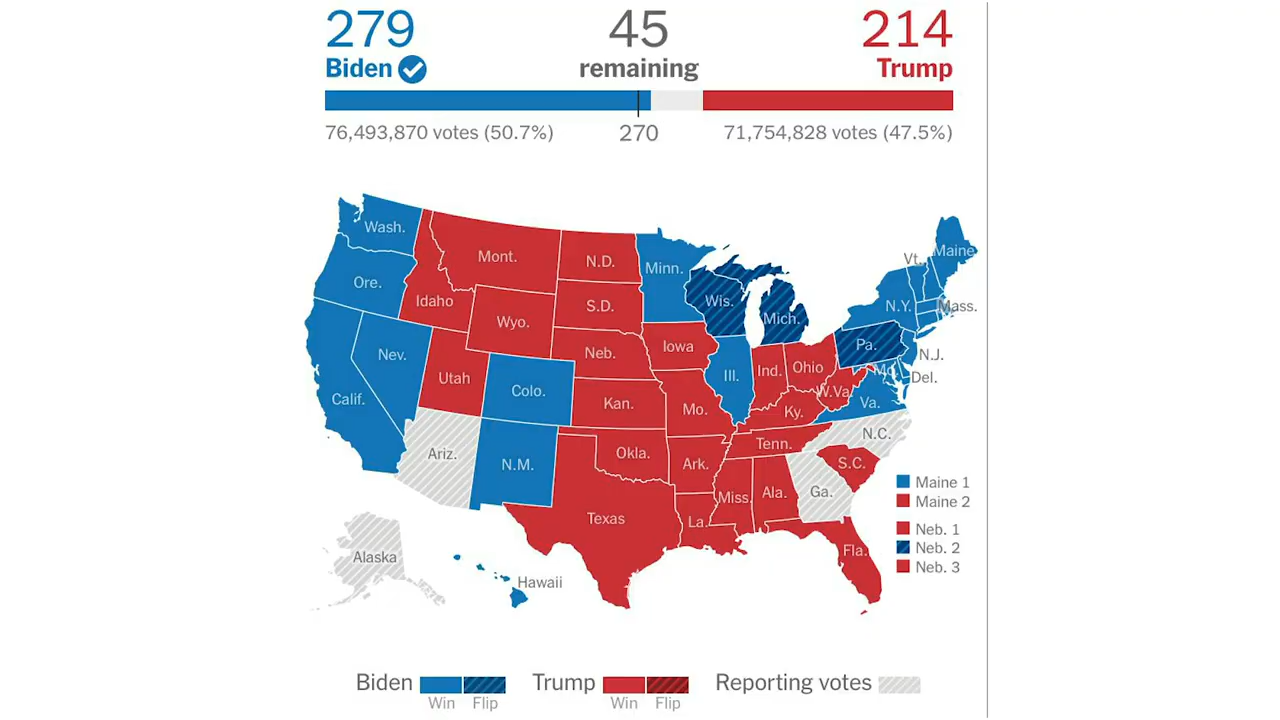 279 45 214
Biden remaining Trump
76,493,870 votes (50.7%) 270 71,754,828 votes (47.5%)
Wash.
Maine
Mont.
Vt.
N.D.
Minn.
Ore.
Idaho
Wis.
S.D.
N.Y.
Mass.
Mich.
Wyo.
Pa.
Iowa
Neb.
Nev.
N.J.
Ohio
Ind.
Md.
Ill.
Utah
Del.
Colo.
W.Va.
Calif.
Kan.
Va.
Mo.
Ky.
N.C.
Tenn.
Ariz.
Okla.
N.M.
Ark.
S.C.
Maine 1
Ga.
Ala.
Miss.
Maine 2
Texas
La.
Neb. 1
Neb. 2
Fla.
Alaska
Neb. 3
Hawaii
Biden Trump Reporting votes
Win Flip Win Flip